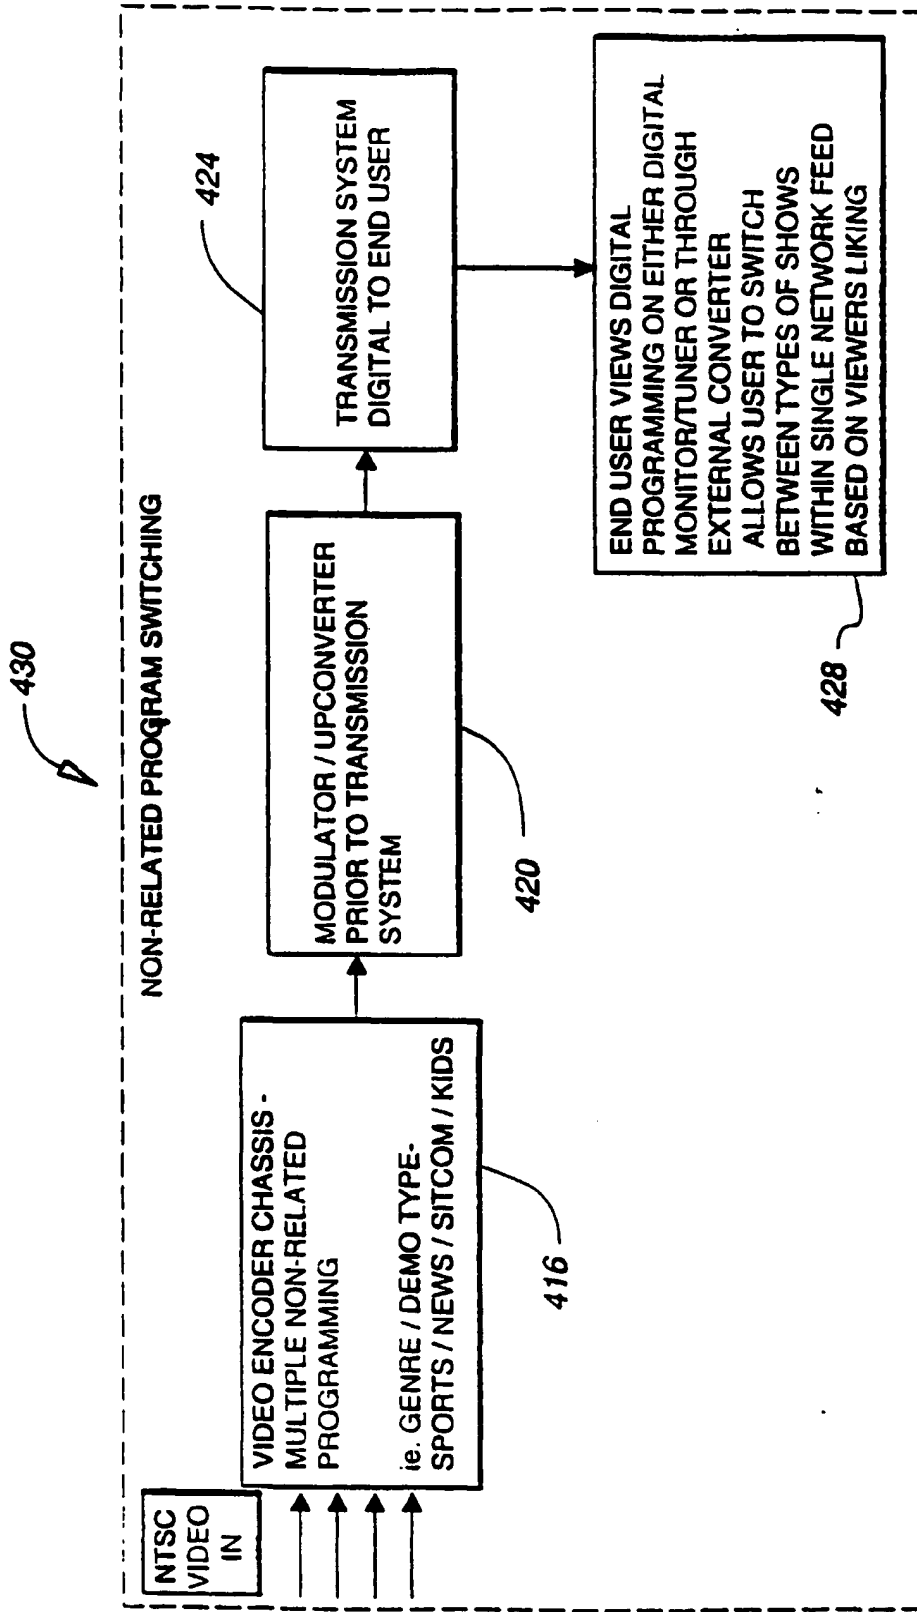 430
NON-RELATED PROGRAM SWITCHING
NTSC
VIDEO
IN
VIDEO ENCODER CHASSIS -
MULTIPLE NON-RELATED
PROGRAMMING
ie. GENRE / DEMO TYPE-
SPORTS / NEWS / SITCOM / KIDS
416
MODULATOR / UPCONVERTER
PRIOR TO TRANSMISSION
SYSTEM
420
424
TRANSMISSION SYSTEM
DIGITAL TO END USER
END USER VIEWS DIGITAL
PROGRAMMING ON EITHER DIGITAL
MONITOR/TUNER OR THROUGH
EXTERNAL CONVERTER
ALLOWS USER TO SWITCH
BETWEEN TYPES OF SHOWS
WITHIN SINGLE NETWORK FEED
BASED ON VIEWERS LIKING
428